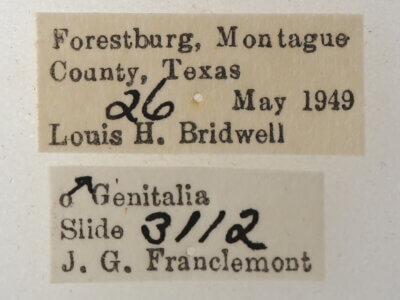 Forestburg, Montague
County, Texas
26 May 1949
Louis H. Bridwell
♂ Genitalia
Slide 3112
J. G. Franclemont